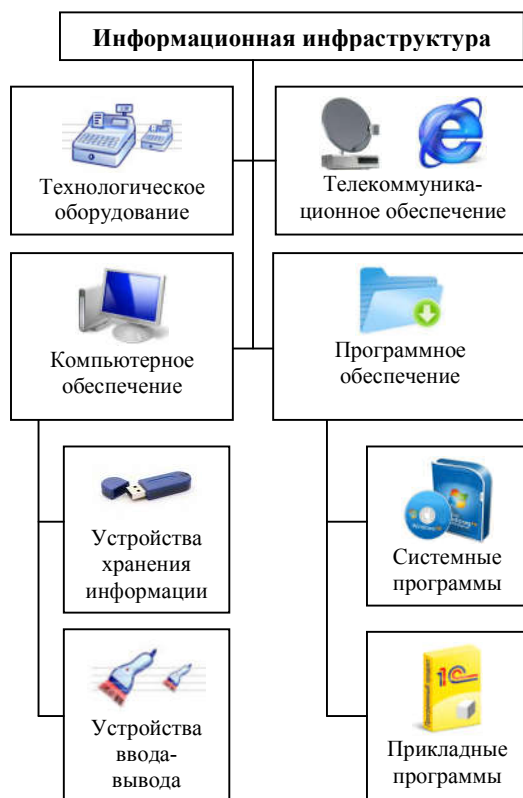 Информационная инфраструктура
Технологическое
оборудование
Телекоммуника-
ционное обеспечение
Компьютерное
обеспечение
Программное
обеспечение
Устройства
хранения
информации
Системные
программы
Устройства
ввода-
вывода
1С
Прикладные
программы